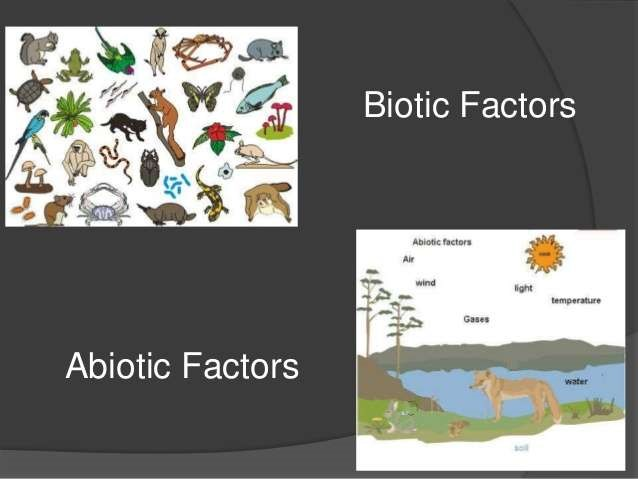 Biotic Factors
Abiotic factors
Air
wind
light
temperature
Gases
Abiotic Factors
water
soil